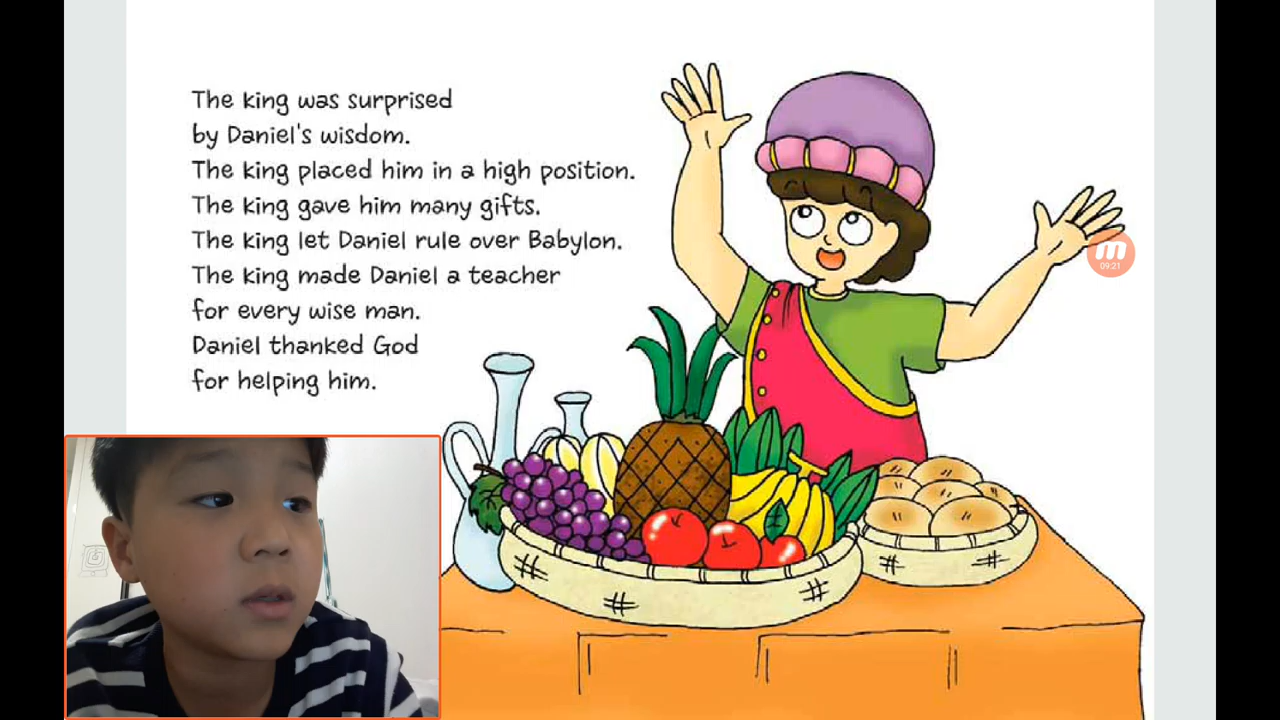 The king was surprised
by Daniel's wisdom.
The king placed him in a high position.
The king gave him many gifts.
The king let Daniel rule over Babylon.
The king made Daniel a teacher
for every wise man.
Daniel thanked God
for helping him.
m
09:21